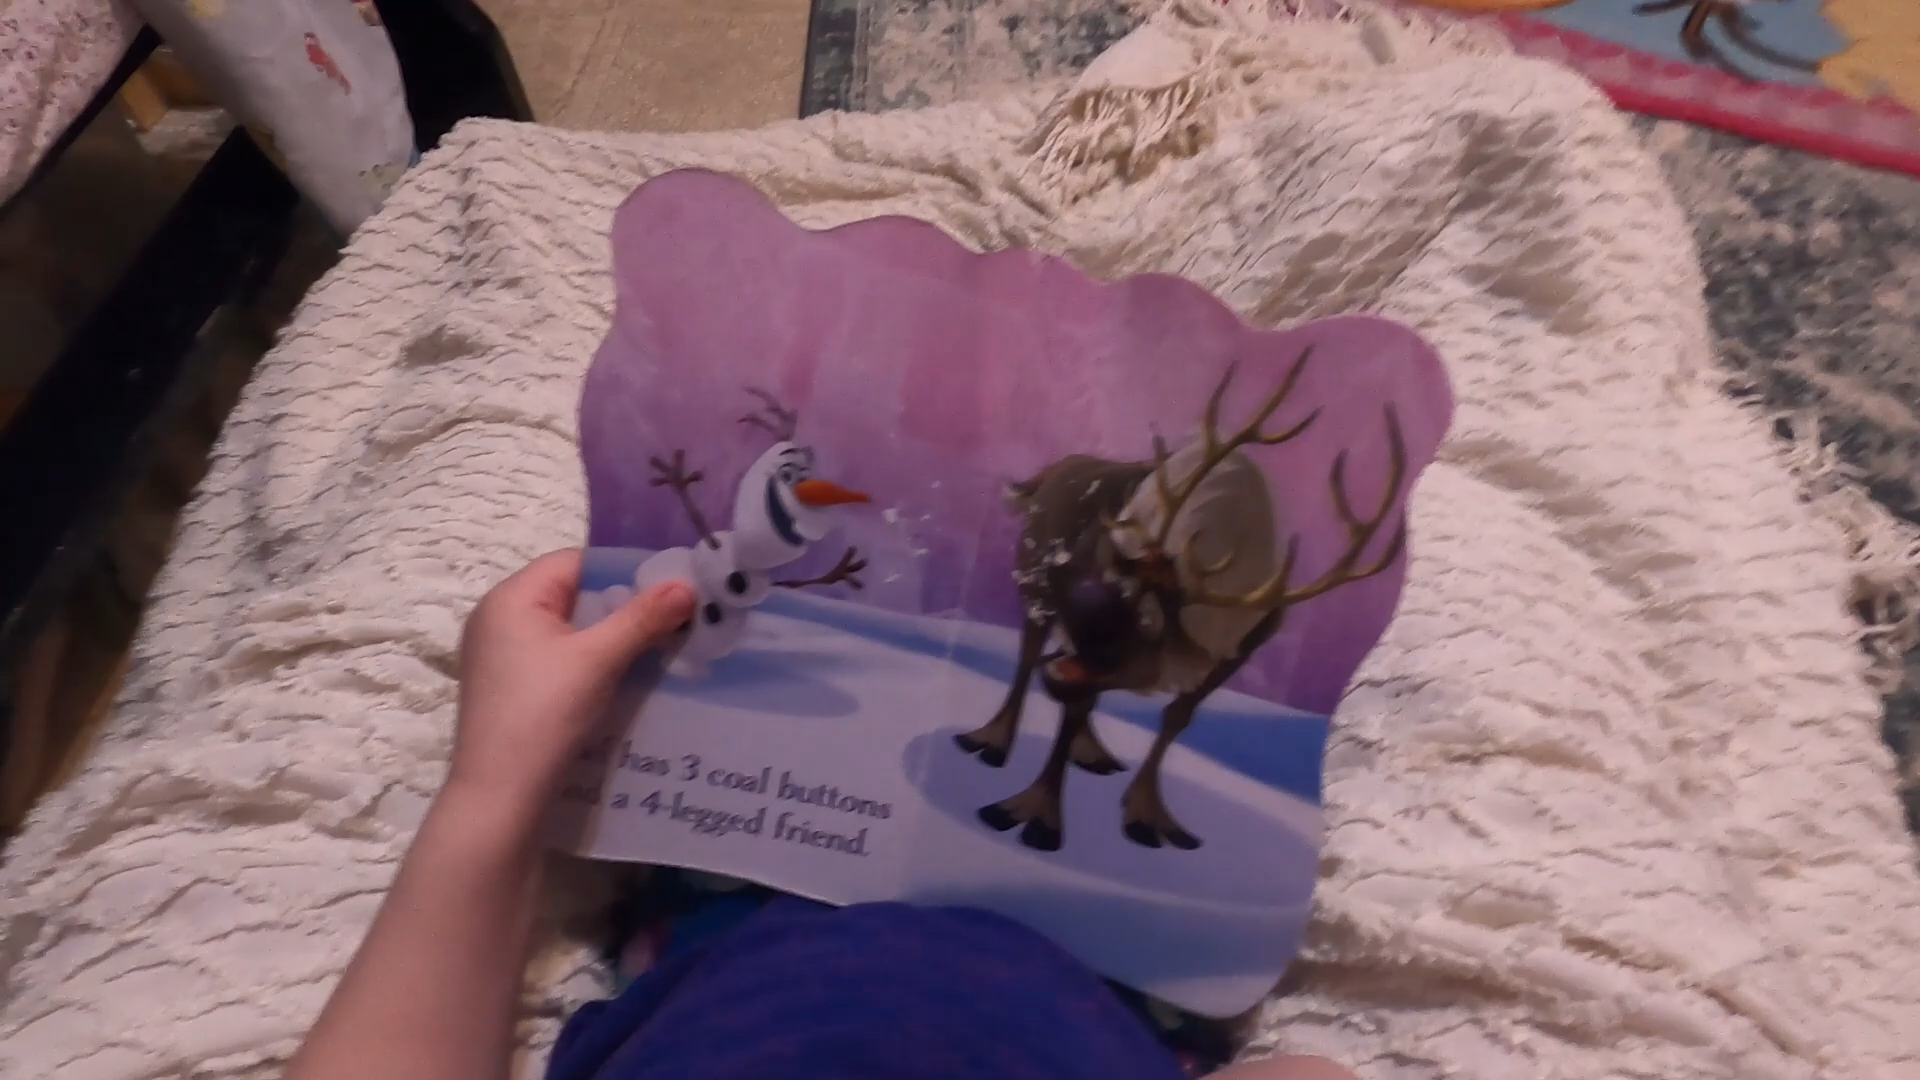 has 3 coal buttons
a 4-legged friend.